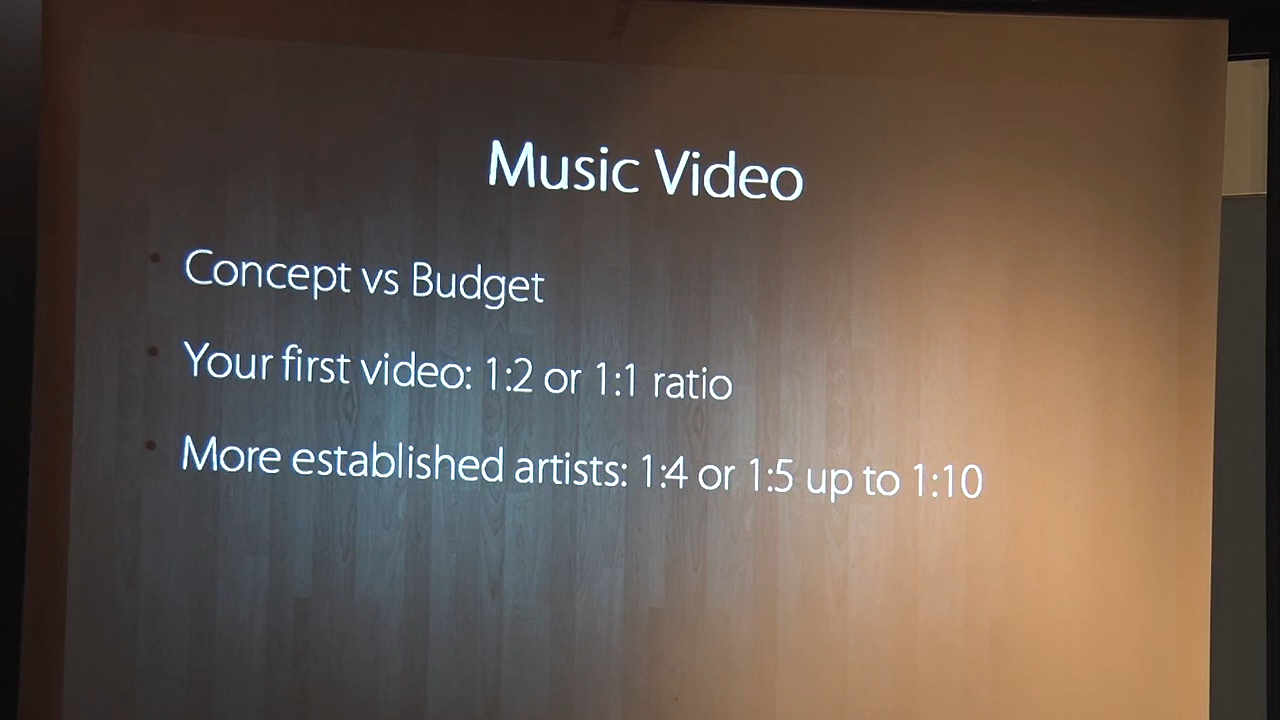 Music Video
• Concept vs Budget
• Your first video: 1:2 or 1:1 ratio
• More established artists: 1:4 or 1:5 up to 1:10